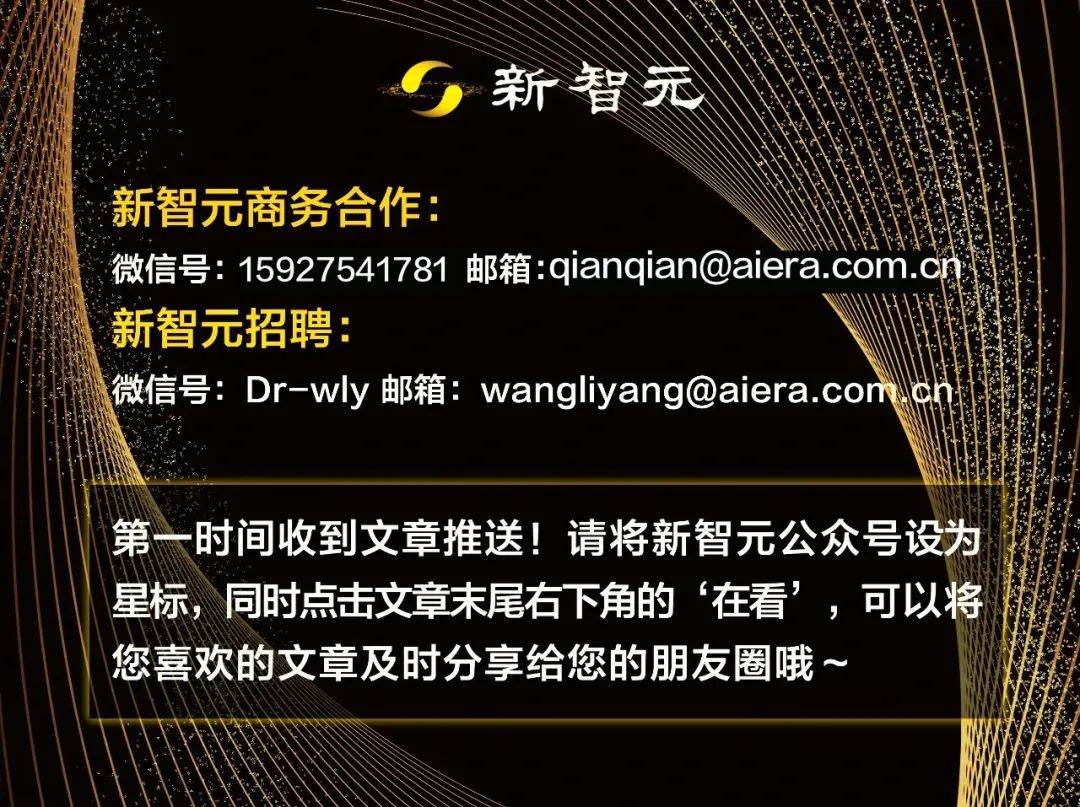 新智元
新智元商务合作：
微信号：15927541781 邮箱：qianqian@aiera.com.cn
新智元招聘：
微信号：Dr-wly 邮箱：wangliyang@aiera.com.cn
第一时间收到文章推送！请将新智元公众号设为
星标，同时点击文章末尾右下角的‘在看’，可以将
您喜欢的文章及时分享给您的朋友圈哦～